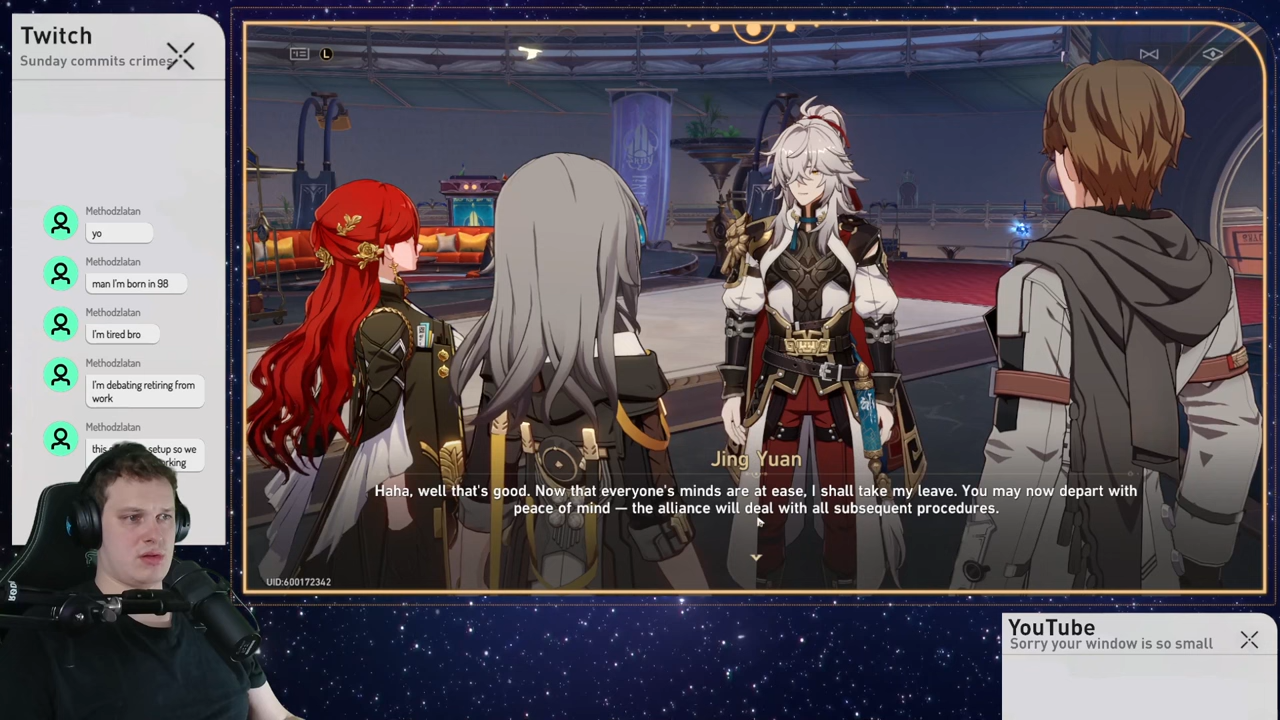 Twitch
Sunday commits crimes
L
Methodzlatan
yo
Methodzlatan
man I'm born in 98
Methodzlatan
I'm tired bro
Methodzlatan
I'm debating retiring from
work
Methodzlatan
setup so we
Jing Yuan
Haha, well that's good. Now that everyone's minds are at ease, I shall take my leave. You may now depart with
peace of mind — the alliance will deal with all subsequent procedures.
UID:600172342
YouTube
Sorry your window is so small